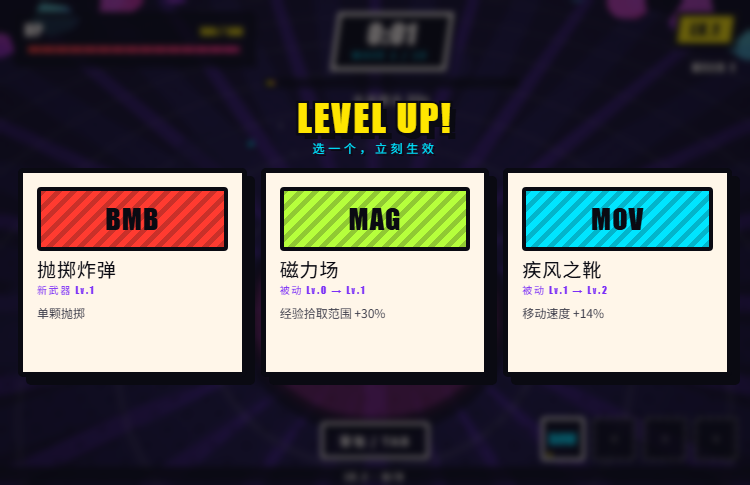 0:01
LEVEL UP!
选一个，立刻生效
BMB
抛掷炸弹
新武器 Lv.1
单颗抛掷
MAG
磁力场
被动 Lv.0 → Lv.1
经验拾取范围 +30%
MOV
疾风之靴
被动 Lv.1 → Lv.2
移动速度 +14%